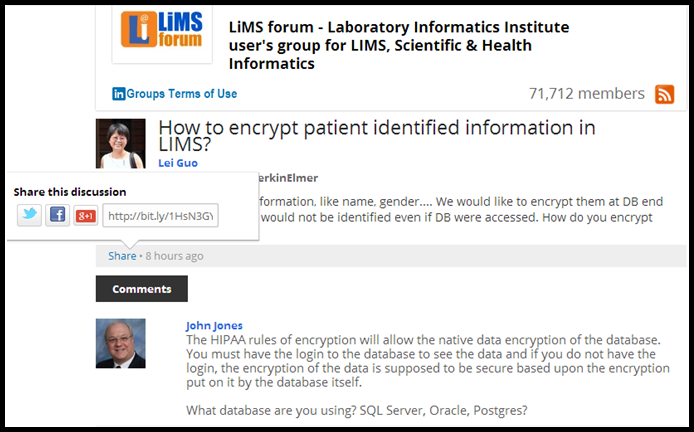 LiMS
forum
LiMS forum - Laboratory Informatics Institute
user's group for LIMS, Scientific & Health
Informatics
in Groups Terms of Use
71,712 members
How to encrypt patient identified information in
LIMS?
Lei Guo
erkinElmer
Share this discussion
formation, like name, gender.... We would like to encrypt them at DB end
would not be identified even if DB were accessed. How do you encrypt
g+1 http://bit.ly/1HsN3G
Share • 8 hours ago
Comments
John Jones
The HIPAA rules of encryption will allow the native data encryption of the database.
You must have the login to the database to see the data and if you do not have the
login, the encryption of the data is supposed to be secure based upon the encryption
put on it by the database itself.
What database are you using? SQL Server, Oracle, Postgres?